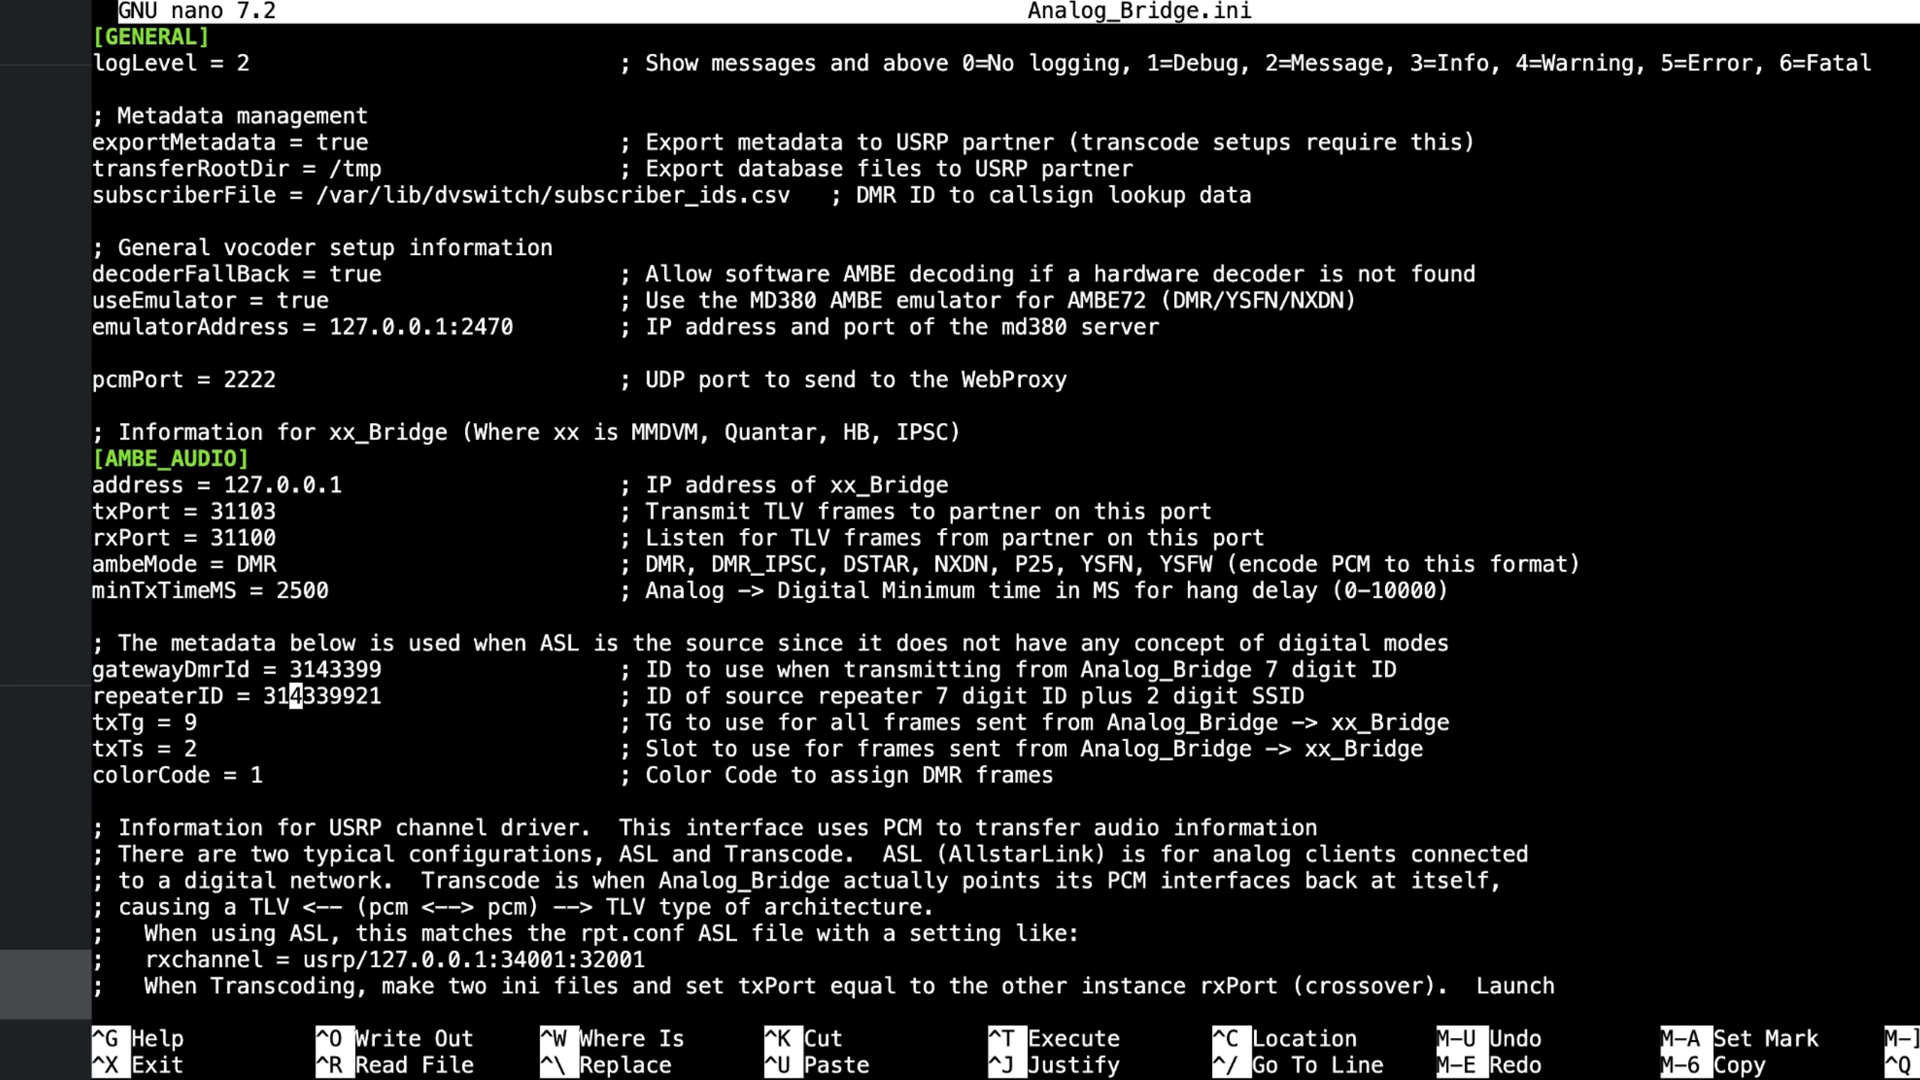 GNU nano 7.2 Analog_Bridge.ini
[GENERAL]
logLevel = 2 ; Show messages and above 0=No logging, 1=Debug, 2=Message, 3=Info, 4=Warning, 5=Error, 6=Fatal
; Metadata management
exportMetadata = true ; Export metadata to USRP partner (transcode setups require this)
transferRootDir = /tmp ; Export database files to USRP partner
subscriberFile = /var/lib/dvswitch/subscriber_ids.csv ; DMR ID to callsign lookup data
; General vocoder setup information
decoderFallBack = true ; Allow software AMBE decoding if a hardware decoder is not found
useEmulator = true ; Use the MD380 AMBE emulator for AMBE72 (DMR/YSFN/NXDN)
emulatorAddress = 127.0.0.1:2470 ; IP address and port of the md380 server
pcmPort = 2222 ; UDP port to send to the WebProxy
; Information for xx_Bridge (Where xx is MMDVM, Quantar, HB, IPSC)
[AMBE_AUDIO]
address = 127.0.0.1 ; IP address of xx_Bridge
txPort = 31103 ; Transmit TLV frames to partner on this port
rxPort = 31100 ; Listen for TLV frames from partner on this port
ambeMode = DMR ; DMR, DMR_IPSC, DSTAR, NXDN, P25, YSFN, YSFW (encode PCM to this format)
minTxTimeMS = 2500 ; Analog -> Digital Minimum time in MS for hang delay (0-10000)
; The metadata below is used when ASL is the source since it does not have any concept of digital modes
gatewayDmrId = 3143399 ; ID to use when transmitting from Analog_Bridge 7 digit ID
repeaterID = 314339921 ; ID of source repeater 7 digit ID plus 2 digit SSID
txTg = 9 ; TG to use for all frames sent from Analog_Bridge -> xx_Bridge
txTs = 2 ; Slot to use for frames sent from Analog_Bridge -> xx_Bridge
colorCode = 1 ; Color Code to assign DMR frames
; Information for USRP channel driver. This interface uses PCM to transfer audio information
; There are two typical configurations, ASL and Transcode. ASL (AllstarLink) is for analog clients connected
; to a digital network. Transcode is when Analog_Bridge actually points its PCM interfaces back at itself,
; causing a TLV <-- (pcm <--> pcm) --> TLV type of architecture.
; When using ASL, this matches the rpt.conf ASL file with a setting like:
; rxchannel = usrp/127.0.0.1:34001:32001
; When Transcoding, make two ini files and set txPort equal to the other instance rxPort (crossover). Launch
^G Help ^O Write Out ^W Where Is ^K Cut ^T Execute ^C Location M-U Undo M-A Set Mark M-]
^X Exit ^R Read File ^\ Replace ^U Paste ^J Justify ^/ Go To Line M-E Redo M-6 Copy ^Q